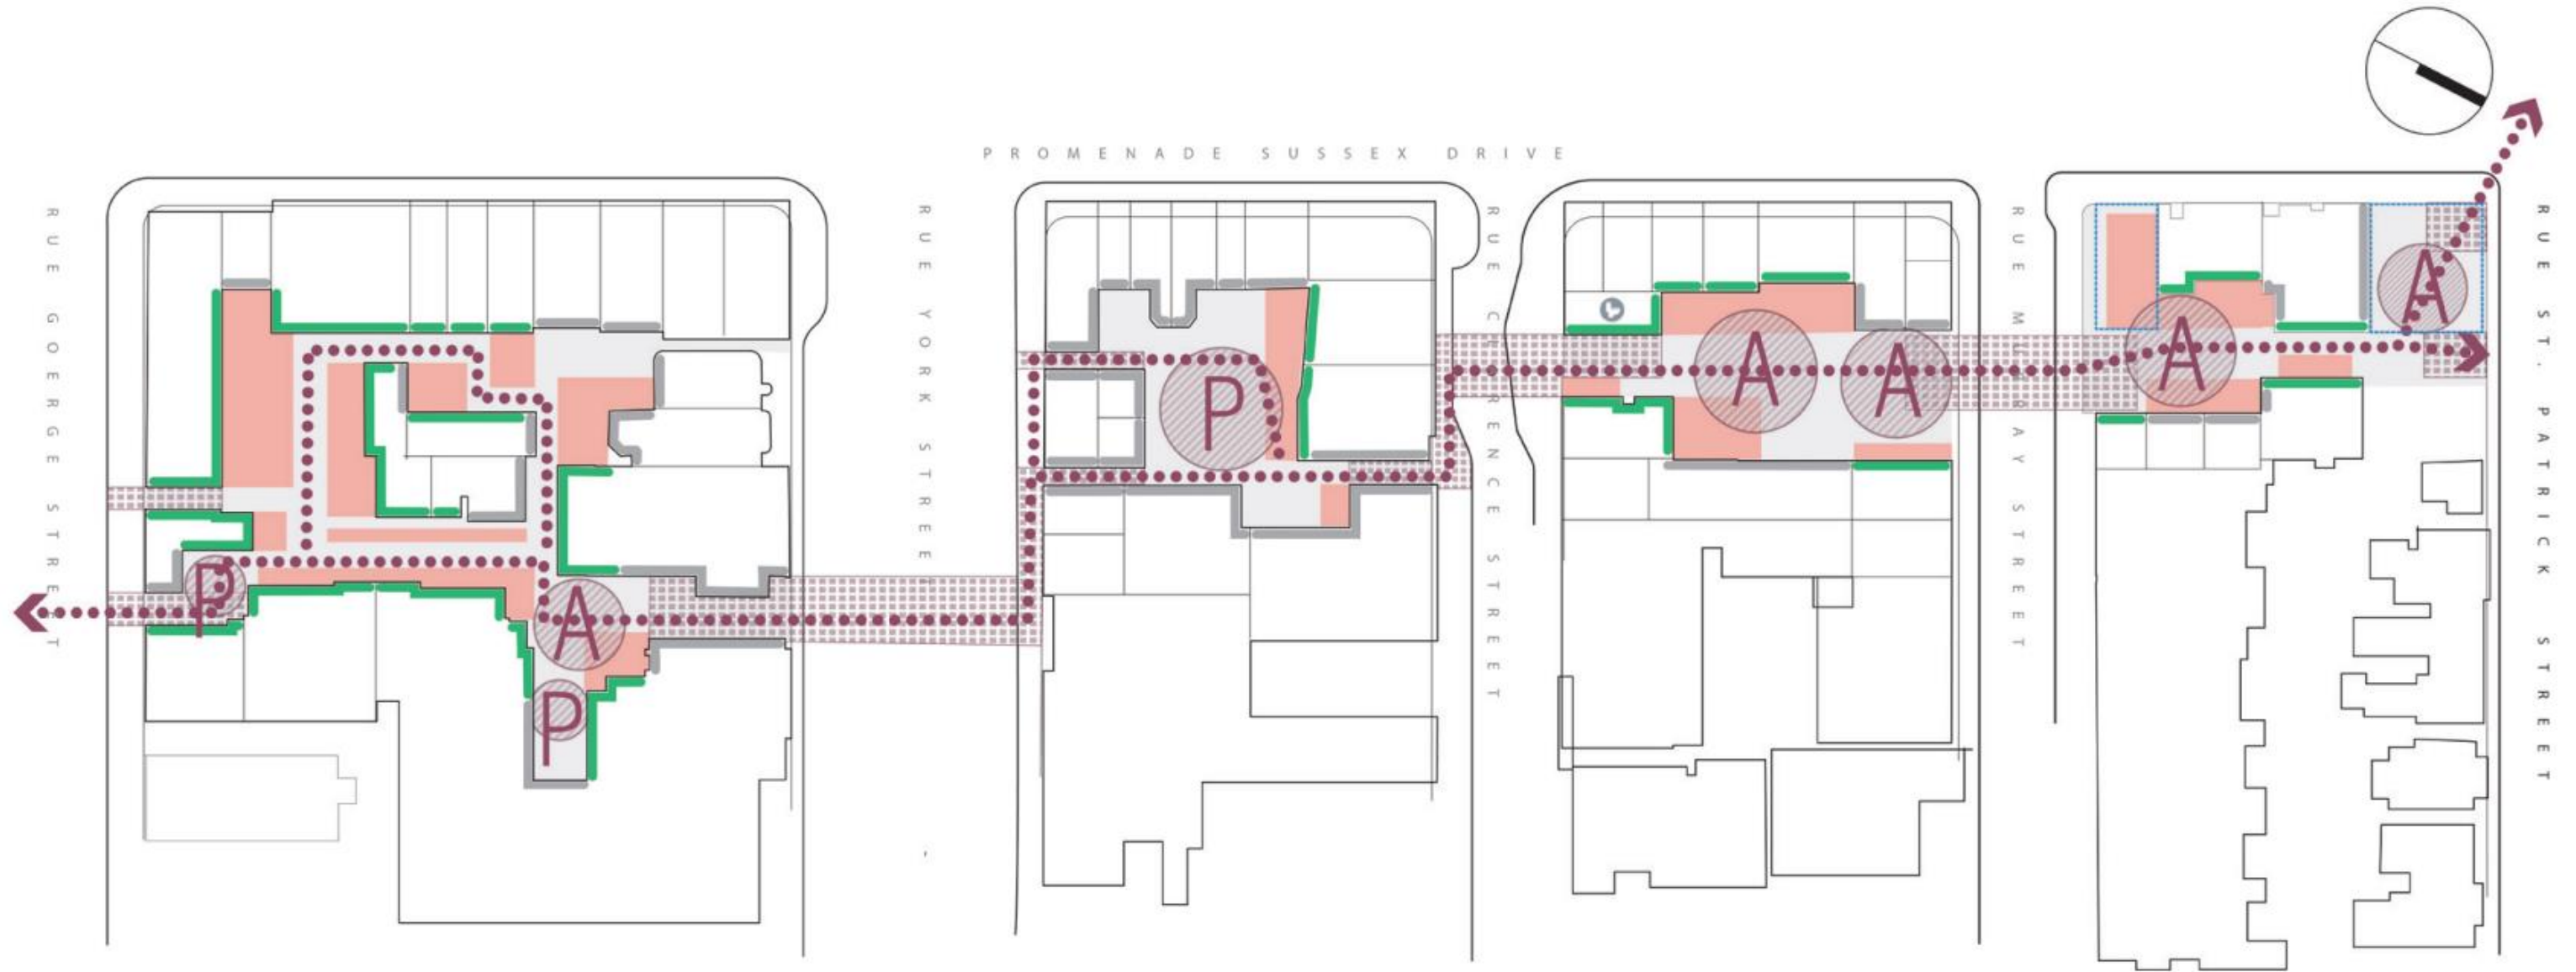 PROMENADE SUSSEX DRIVE
RUE GOERGE STREET
P
A
P
RUE YORK STREET
P
RUE CLARENCE STREET
A
A
RUE MURRAY STREET
A
A
RUE ST. PATRICK STREET